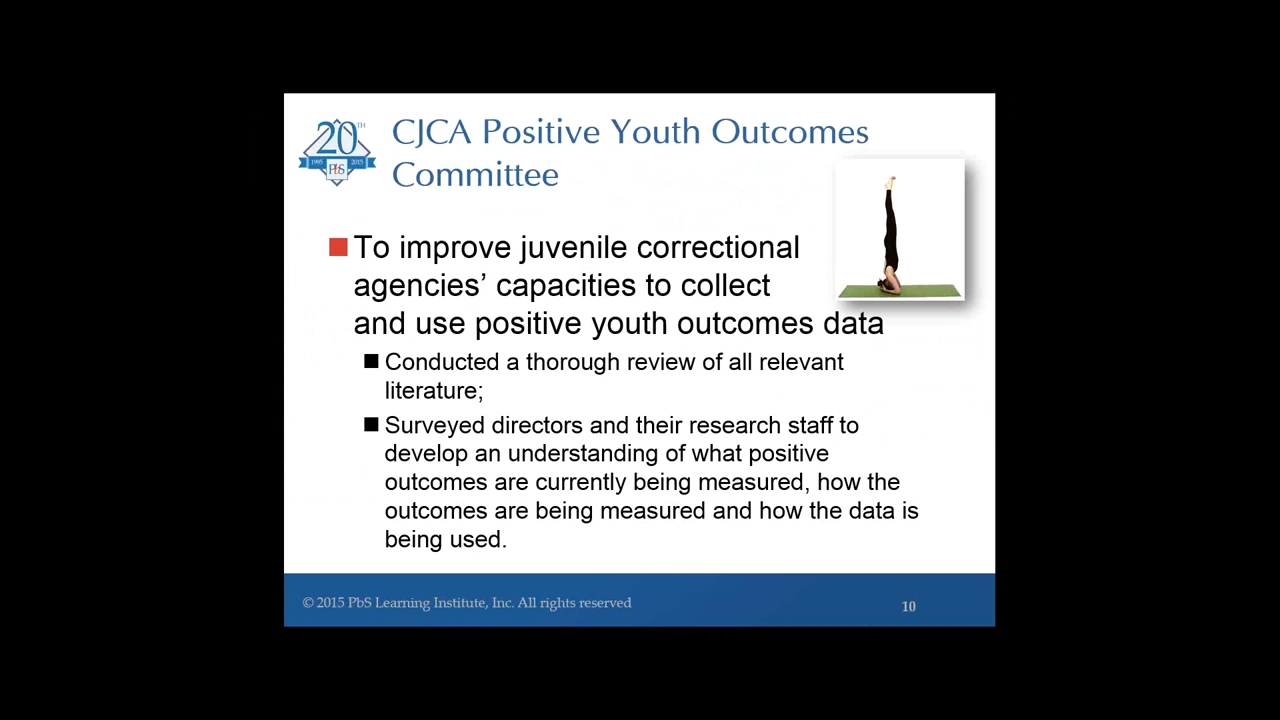 20TH
1995 PbS 2015
CJCA Positive Youth Outcomes
Committee
To improve juvenile correctional
agencies’ capacities to collect
and use positive youth outcomes data
Conducted a thorough review of all relevant
literature;
Surveyed directors and their research staff to
develop an understanding of what positive
outcomes are currently being measured, how the
outcomes are being measured and how the data is
being used.
© 2015 PbS Learning Institute, Inc. All rights reserved
10